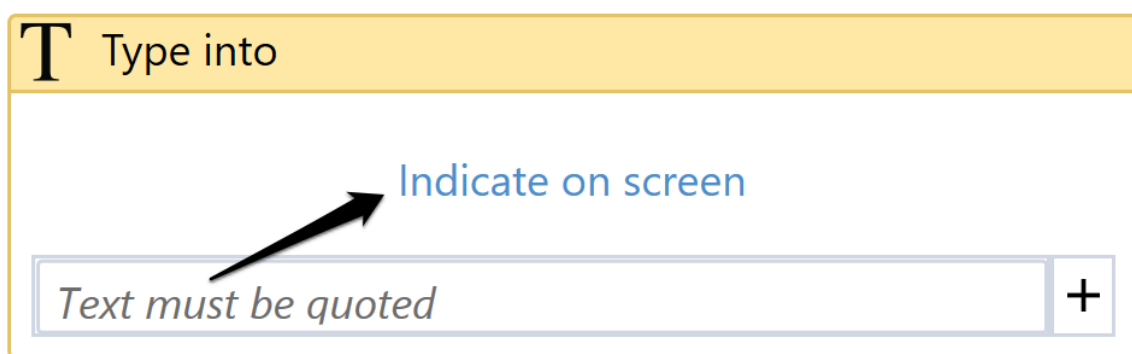 T Type into
Indicate on screen
Text must be quoted
+